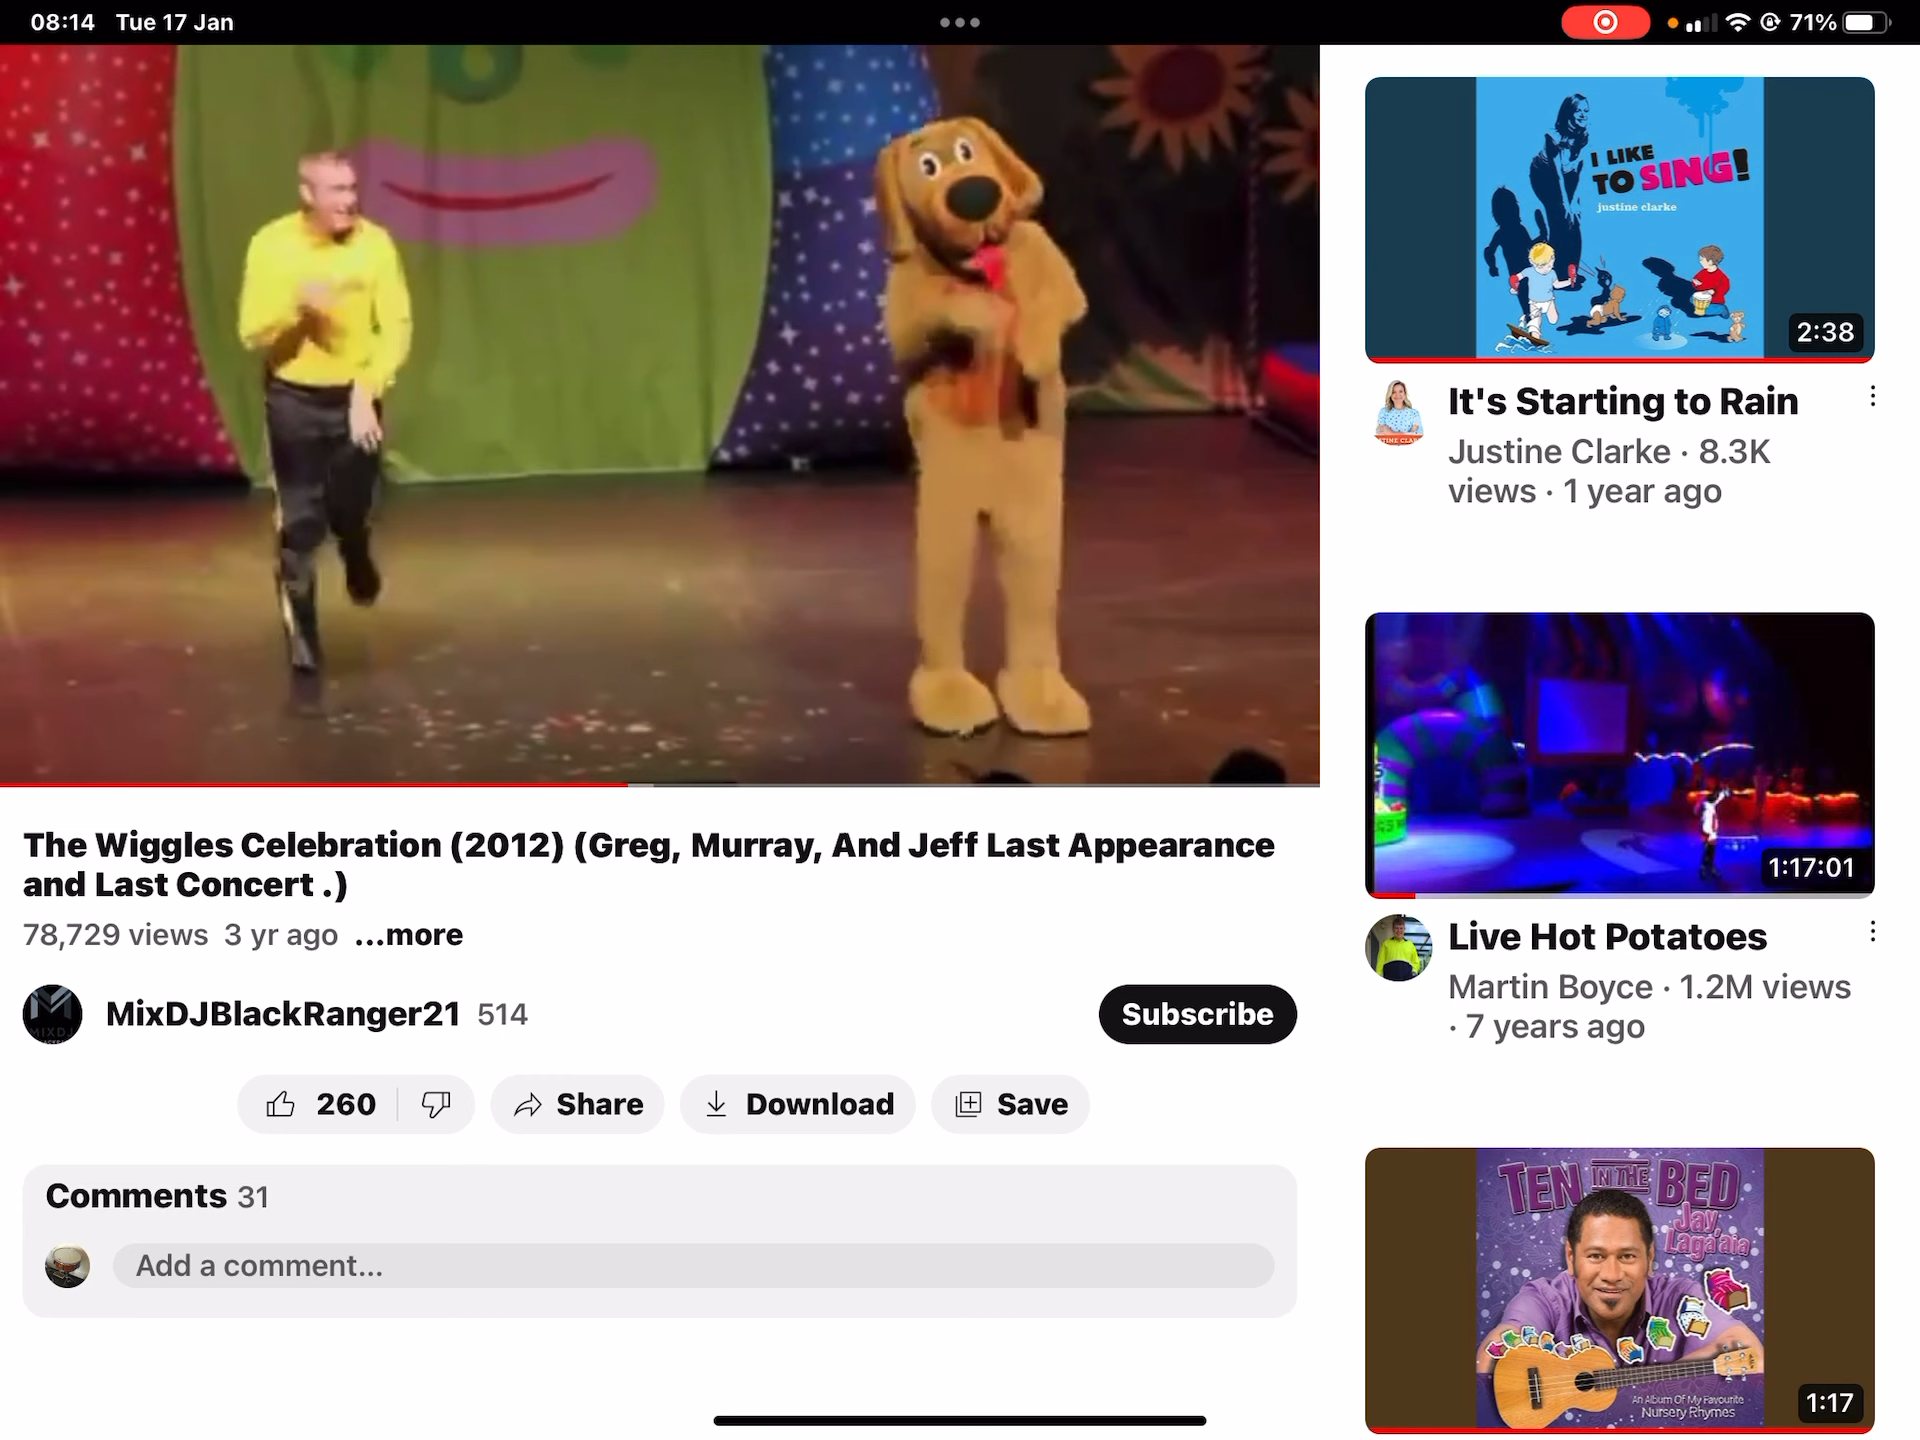 08:14 Tue 17 Jan
71%
The Wiggles Celebration (2012) (Greg, Murray, And Jeff Last Appearance
and Last Concert .)
78,729 views 3 yr ago ...more
MixDJBlackRanger21 514
Subscribe
260
Share
Download
Save
Comments 31
Add a comment...
I LIKE
TO SING!
justine clarke
2:38
It's Starting to Rain
Justine Clarke · 8.3K
views · 1 year ago
1:17:01
Live Hot Potatoes
Martin Boyce · 1.2M views
· 7 years ago
TEN IN THE BED
Jay
Laga'aia
An Album Of My Favourite
Nursery Rhymes
1:17